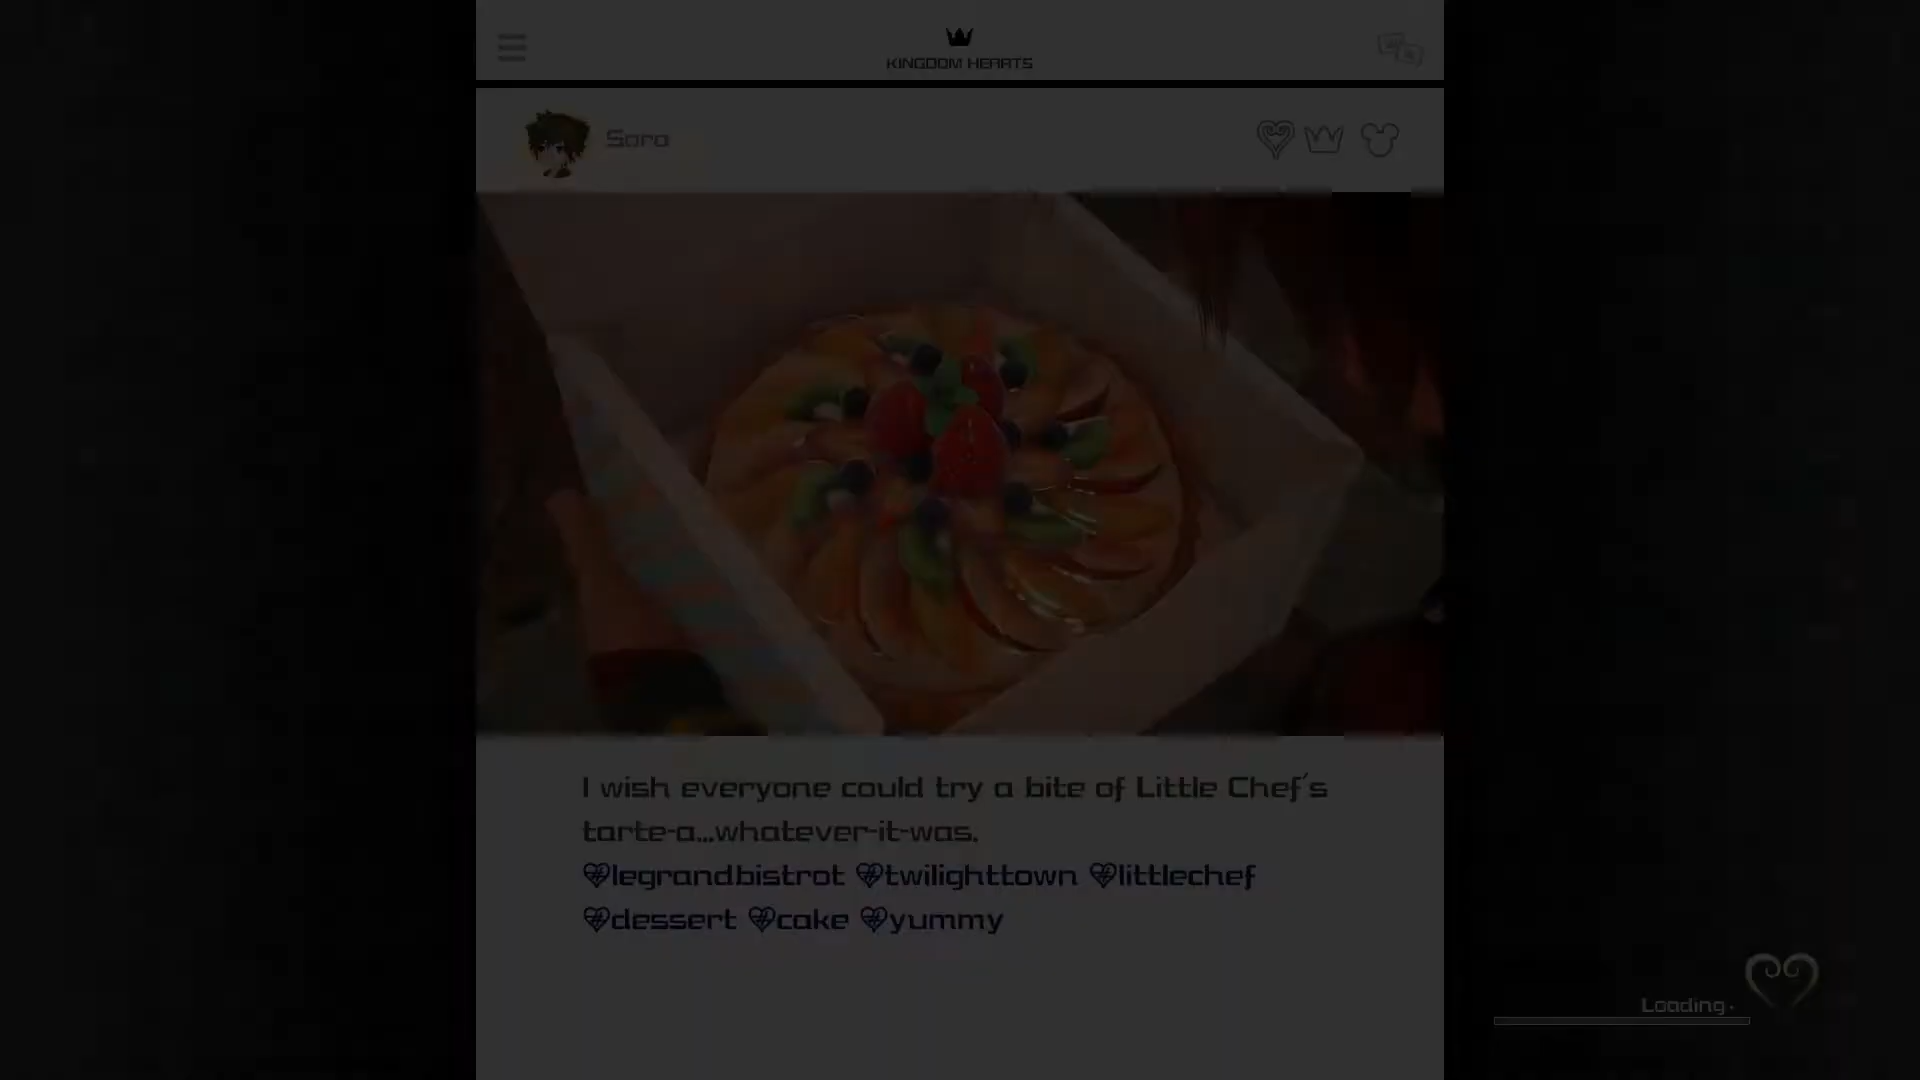 KINGDOM HEARTS
Sora
I wish everyone could try a bite of Little Chef's
tarte-a...whatever-it-was.
#legrandbistrot #twilighttown #littlechef
#dessert #cake #yummy
Loading.